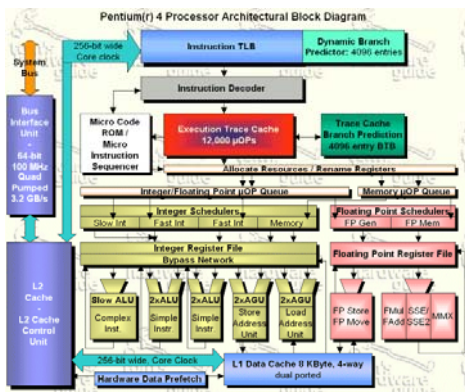 Pentium(r) 4 Processor Architectural Block Diagram
256-bit wide
Core clock
Instruction TLB
Dynamic Branch
Predictor: 4096 entries
System
Bus
Instruction Decoder
Bus
Interface
Unit
-
64-bit
100 MHz
Quad
Pumped
3.2 GB/s
Micro Code
ROM /
Micro
Instruction
Sequencer
Execution Trace Cache
12,000 µOPs
Trace Cache
Branch Prediction
4096 entry BTB
Allocate Resources / Rename Registers
Integer/Floating Point µOP Queue
Memory µOP Queue
Integer Schedulers
Floating Point Schedulers
Slow Int
Fast Int
Fast Int
Memory
FP Gen
FP Mem
Integer Register File
Bypass Network
Floating Point Register File
L2
Cache
-
L2 Cache
Control
Unit
Slow ALU
Complex
Inst.
2xALU
Simple
Instr.
2xALU
Simple
Instr.
2xAGU
Store
Address
Unit
2xAGU
Load
Address
Unit
FP Store
FP Move
FMul
FAdd
SSE/
SSE2
MMX
256-bit wide, Core Clock
L1 Data Cache 8 KByte, 4-way
dual ported
Hardware Data Prefetch